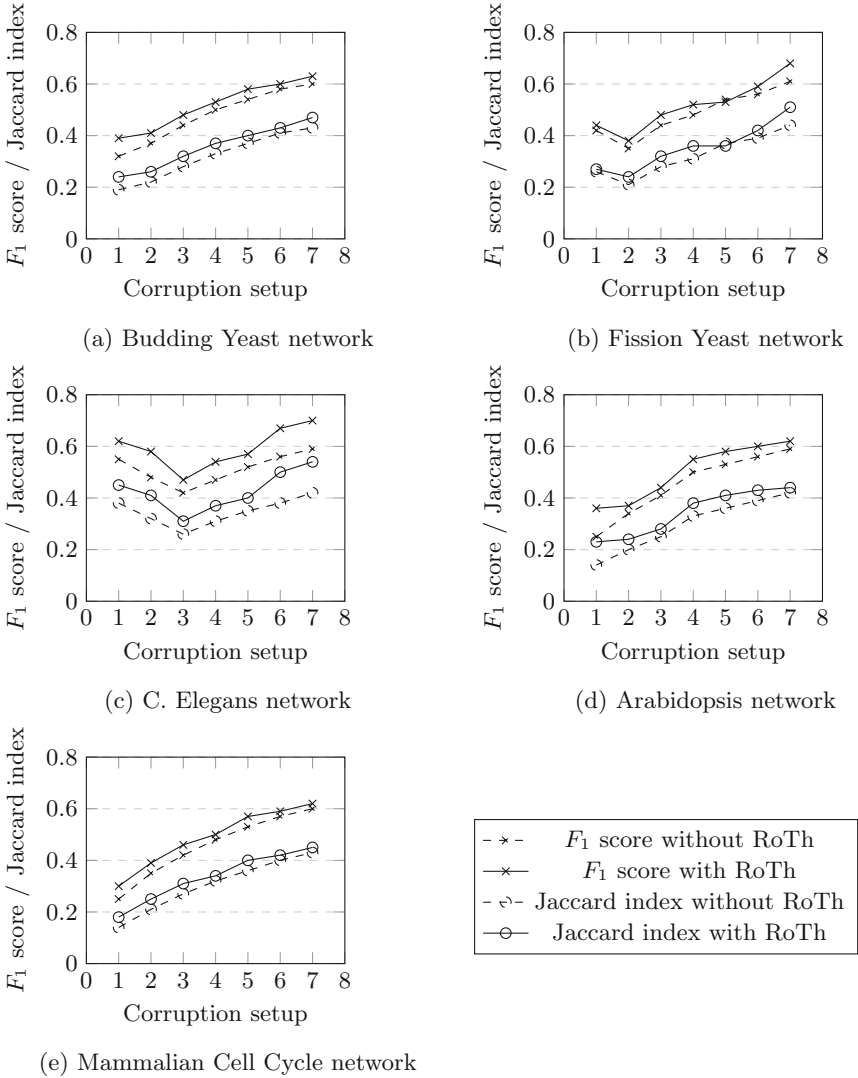 0.8
0.6
0.4
0.2
0
0 1 2 3 4 5 6 7 8
F1 score / Jaccard index
Corruption setup
(a) Budding Yeast network
0.8
0.6
0.4
0.2
0
0 1 2 3 4 5 6 7 8
F1 score / Jaccard index
Corruption setup
(b) Fission Yeast network
0.8
0.6
0.4
0.2
0
0 1 2 3 4 5 6 7 8
F1 score / Jaccard index
Corruption setup
(c) C. Elegans network
0.8
0.6
0.4
0.2
0
0 1 2 3 4 5 6 7 8
F1 score / Jaccard index
Corruption setup
(d) Arabidopsis network
0.8
0.6
0.4
0.2
0
0 1 2 3 4 5 6 7 8
F1 score / Jaccard index
Corruption setup
(e) Mammalian Cell Cycle network
F1 score without RoTh
F1 score with RoTh
Jaccard index without RoTh
Jaccard index with RoTh